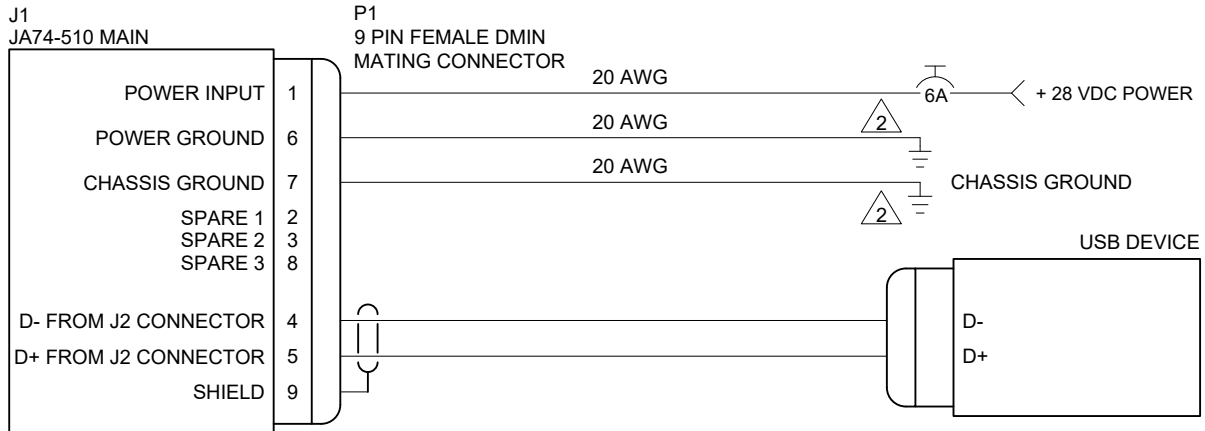 J1
JA74-510 MAIN
P1
9 PIN FEMALE DMIN
MATING CONNECTOR
POWER INPUT 1 20 AWG 6A + 28 VDC POWER
POWER GROUND 6 20 AWG 2
CHASSIS GROUND 7 20 AWG 2 CHASSIS GROUND
SPARE 1 2
SPARE 2 3
SPARE 3 8
USB DEVICE
D- FROM J2 CONNECTOR 4 D-
D+ FROM J2 CONNECTOR 5 D+
SHIELD 9